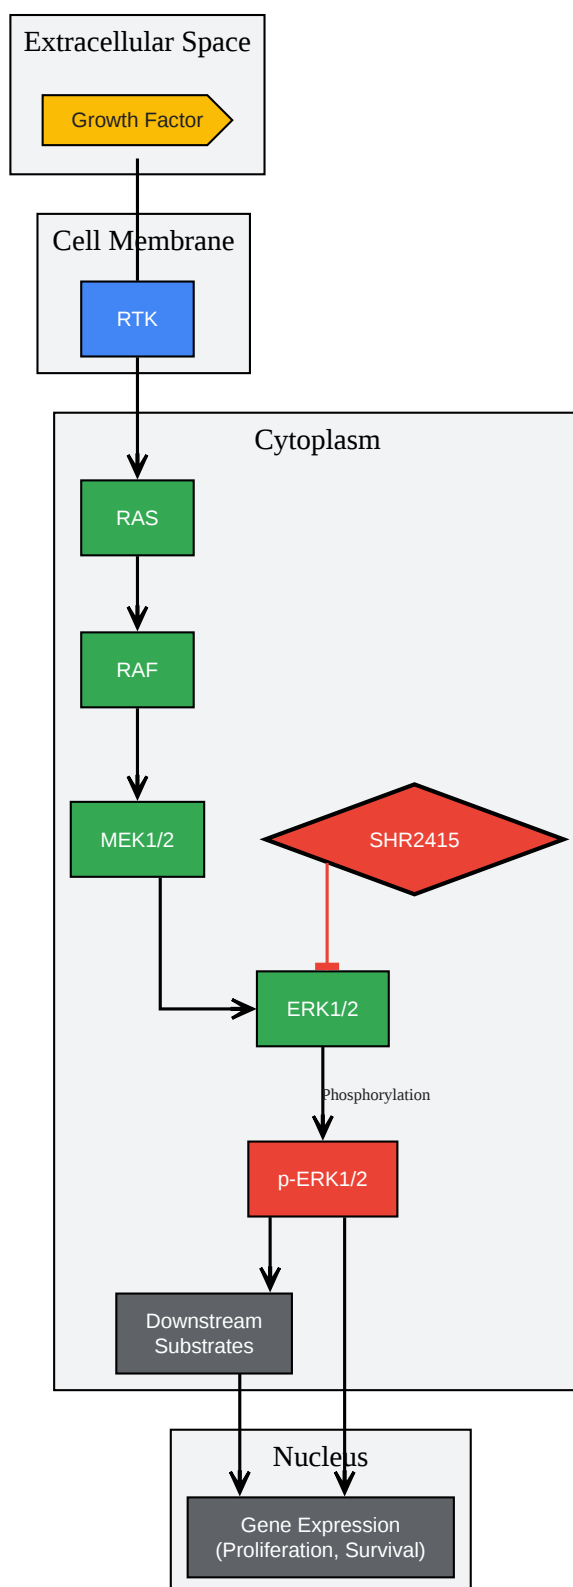 Extracellular Space
Growth Factor
Cell Membrane
RTK
Cytoplasm
RAS
RAF
MEK1/2
SHR2415
ERK1/2
Phosphorylation
p-ERK1/2
Downstream
Substrates
Nucleus
Gene Expression
(Proliferation, Survival)